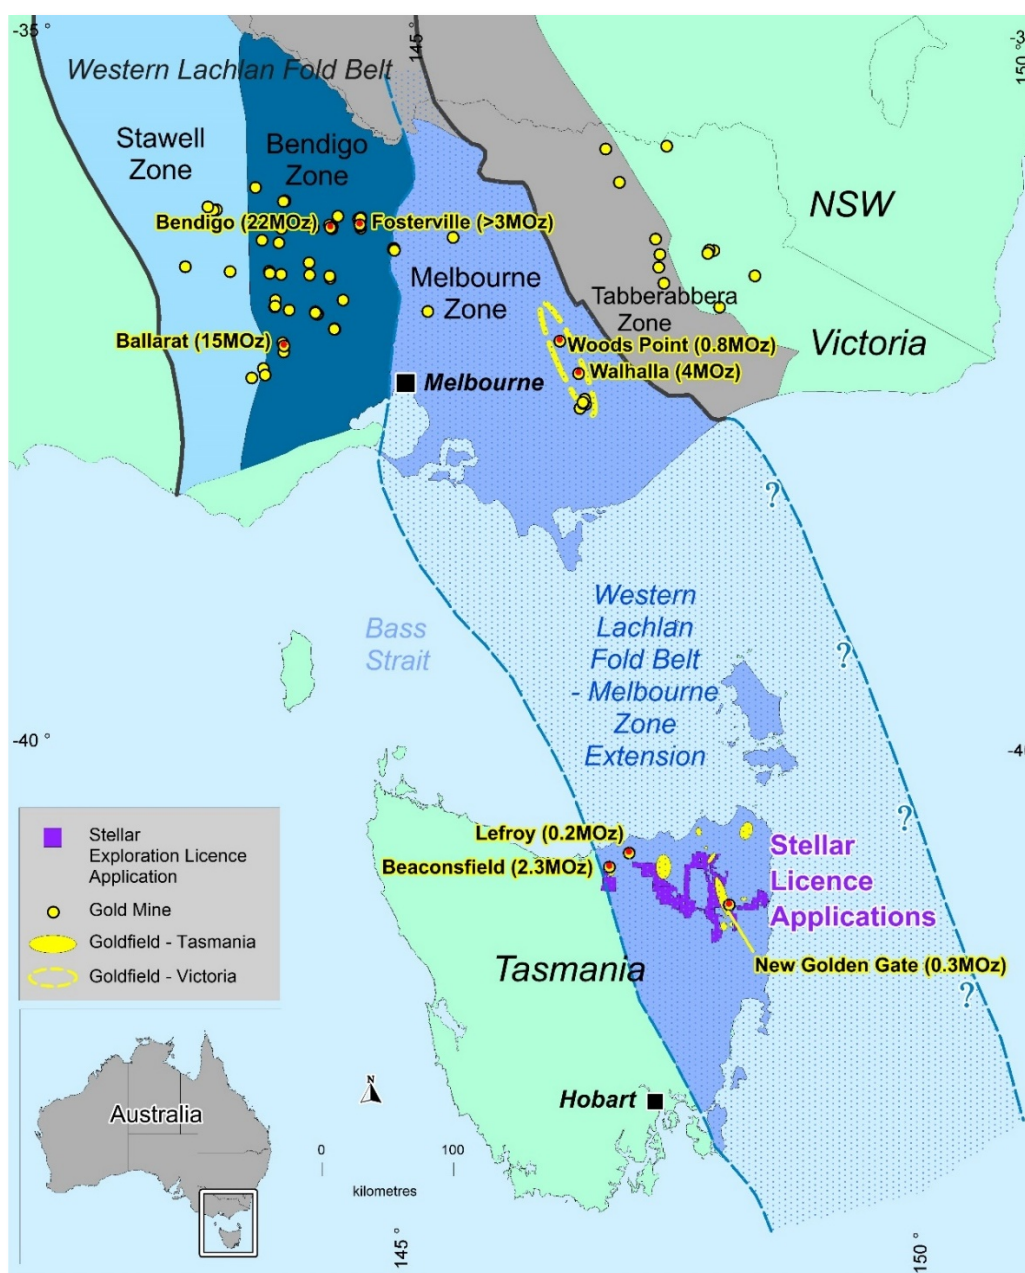 -35 °
145 °
-3
150 °
Western Lachlan Fold Belt
Stawell
Zone
Bendigo
Zone
NSW
Bendigo (22MOz)
Fosterville (>3MOz)
Melbourne
Zone
Tabberabbera
Zone
Victoria
Ballarat (15MOz)
Woods Point (0.8MOz)
Walhalla (4MOz)
Melbourne
?
Western
Lachlan
Fold Belt
- Melbourne
Zone
Extension
Bass
Strait
?
-40 °
-4
?
Stellar
Exploration Licence
Application
Gold Mine
Goldfield - Tasmania
Goldfield - Victoria
Lefroy (0.2MOz)
Beaconsfield (2.3MOz)
Stellar
Licence
Applications
Tasmania
New Golden Gate (0.3MOz)
?
Australia
N
Hobart
0 100
kilometres
145 °
150 °